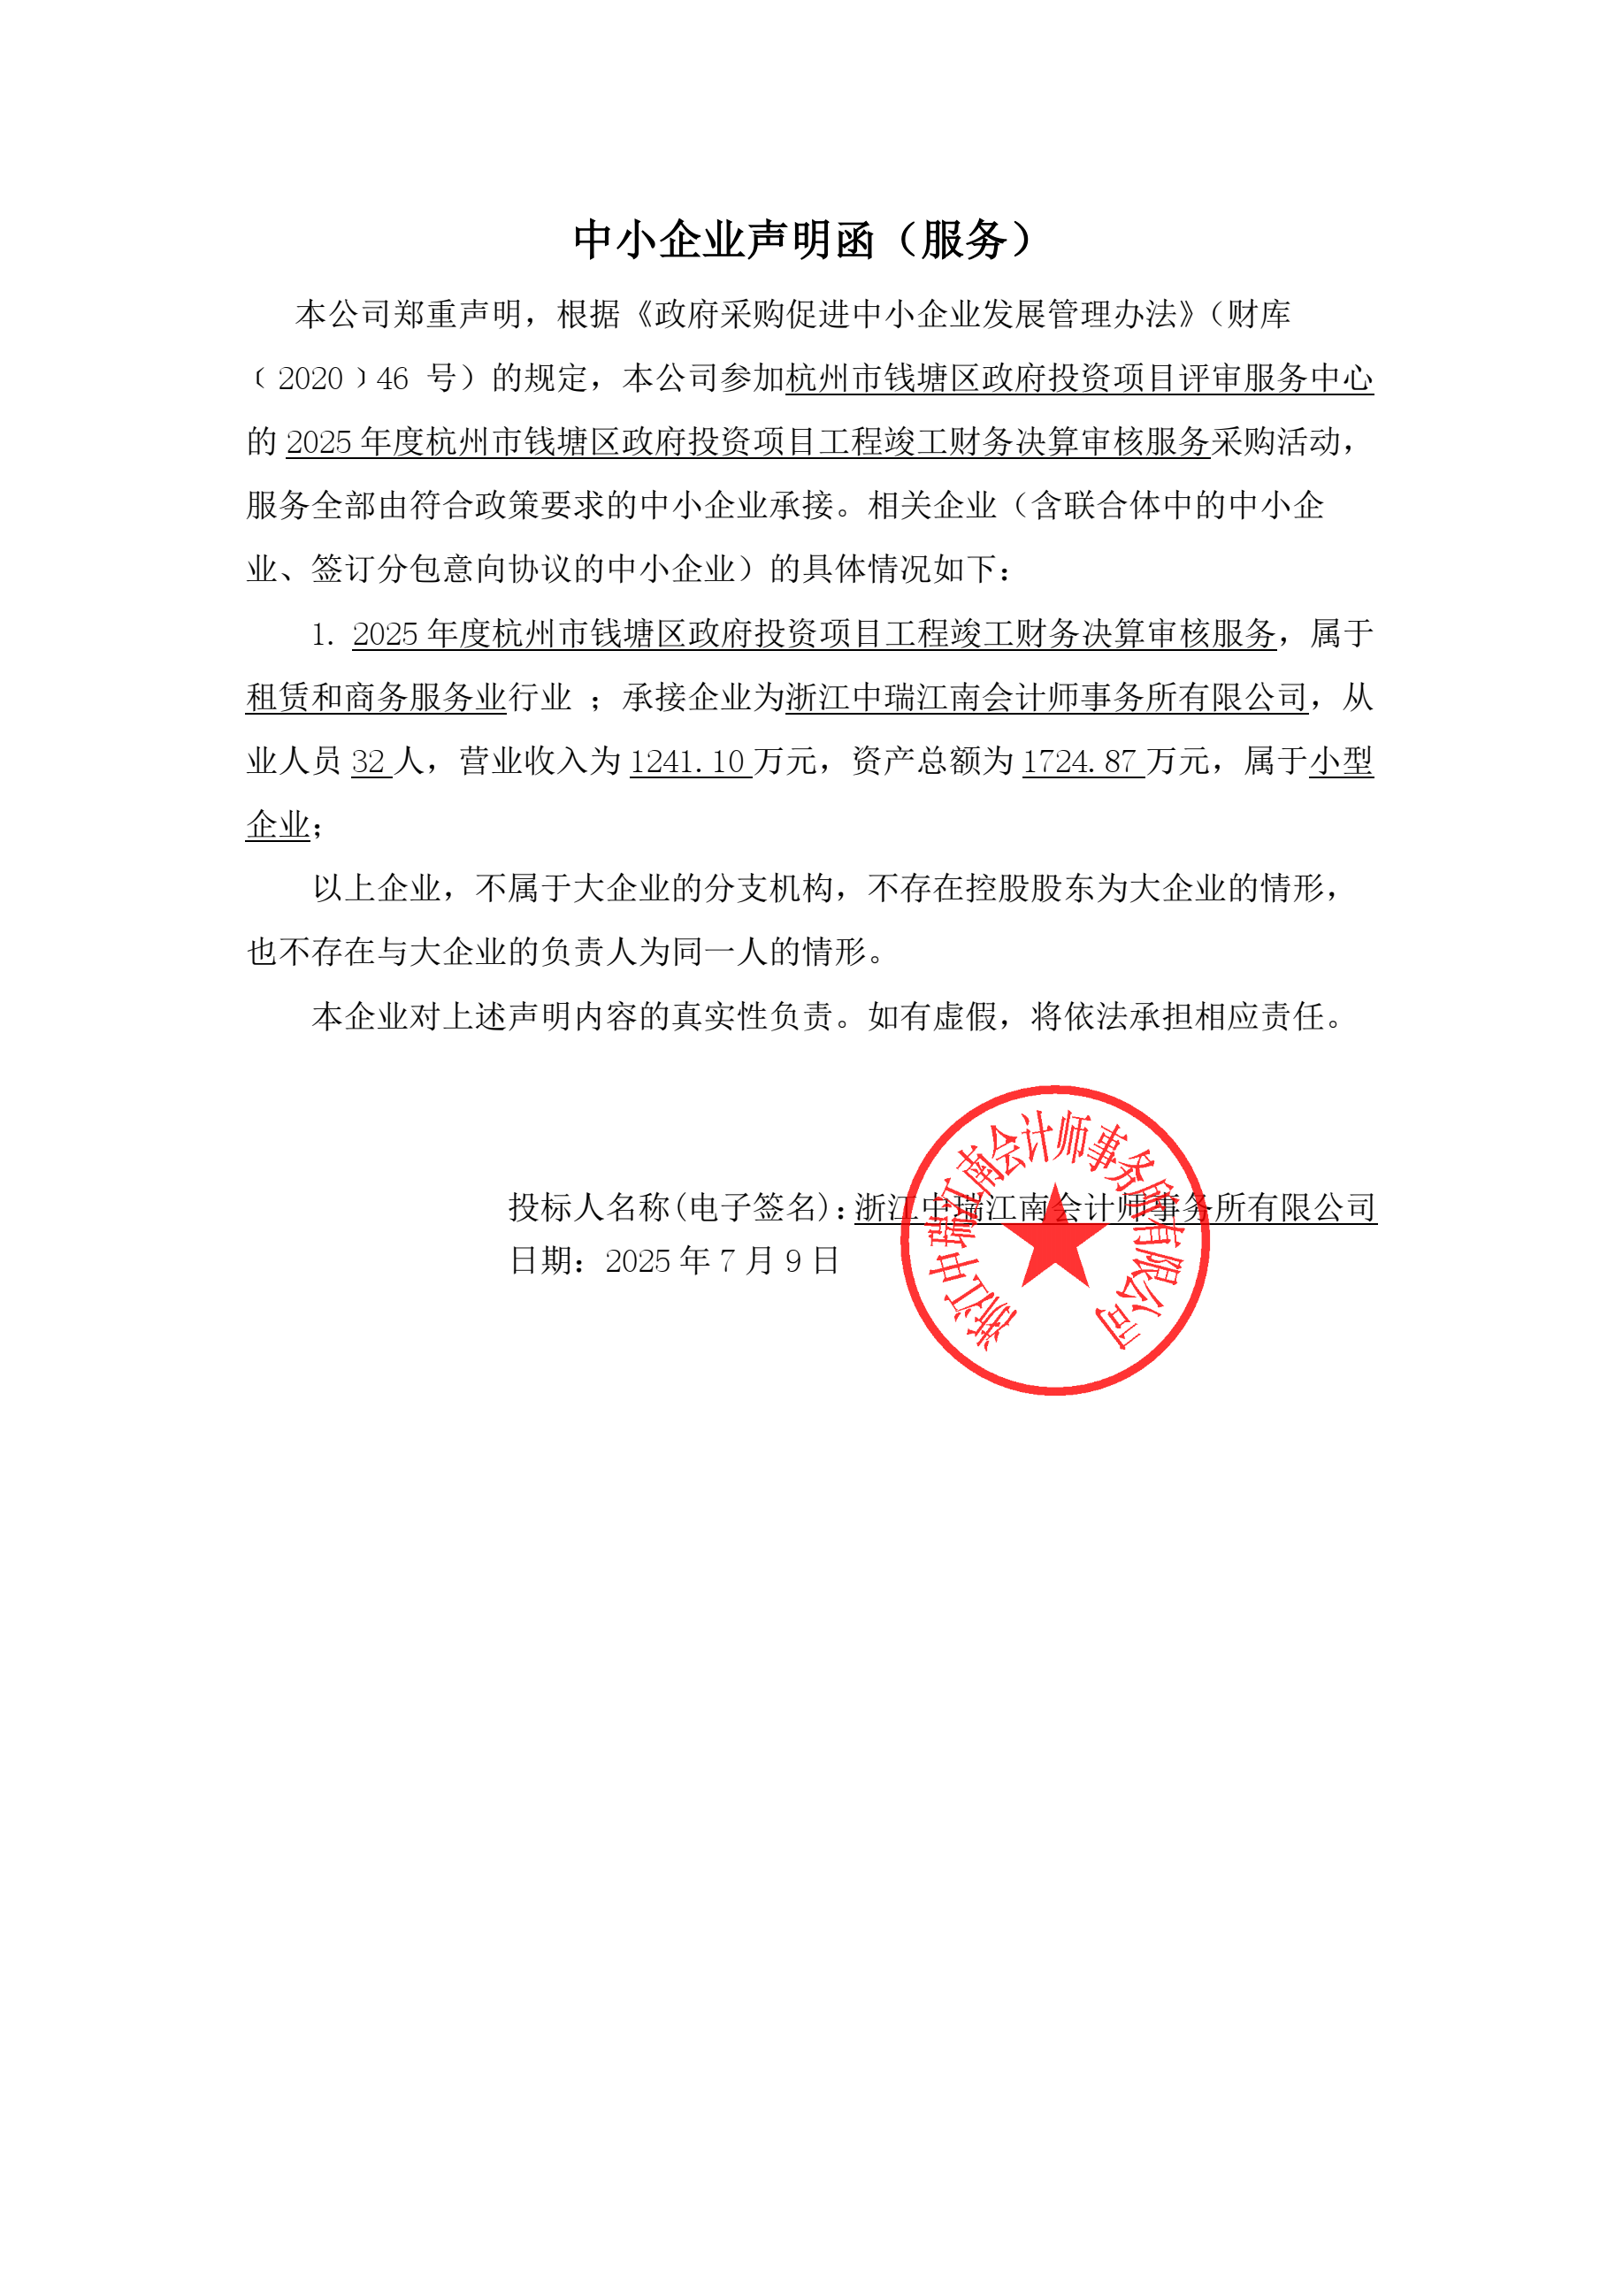 中小企业声明函（服务）
本公司郑重声明，根据《政府采购促进中小企业发展管理办法》（财库
﹝2020﹞46 号）的规定，本公司参加杭州市钱塘区政府投资项目评审服务中心
的 2025 年度杭州市钱塘区政府投资项目工程竣工财务决算审核服务采购活动，
服务全部由符合政策要求的中小企业承接。相关企业（含联合体中的中小企
业、签订分包意向协议的中小企业）的具体情况如下：
1. 2025 年度杭州市钱塘区政府投资项目工程竣工财务决算审核服务，属于
租赁和商务服务业行业 ；承接企业为浙江中瑞江南会计师事务所有限公司，从
业人员 32 人，营业收入为 1241.10 万元，资产总额为 1724.87 万元，属于小型
企业；
以上企业，不属于大企业的分支机构，不存在控股股东为大企业的情形，
也不存在与大企业的负责人为同一人的情形。
本企业对上述声明内容的真实性负责。如有虚假，将依法承担相应责任。
浙江中瑞江南会计师事务所有限公司
投标人名称(电子签名)：浙江中瑞江南会计师事务所有限公司
日期：2025 年 7 月 9 日